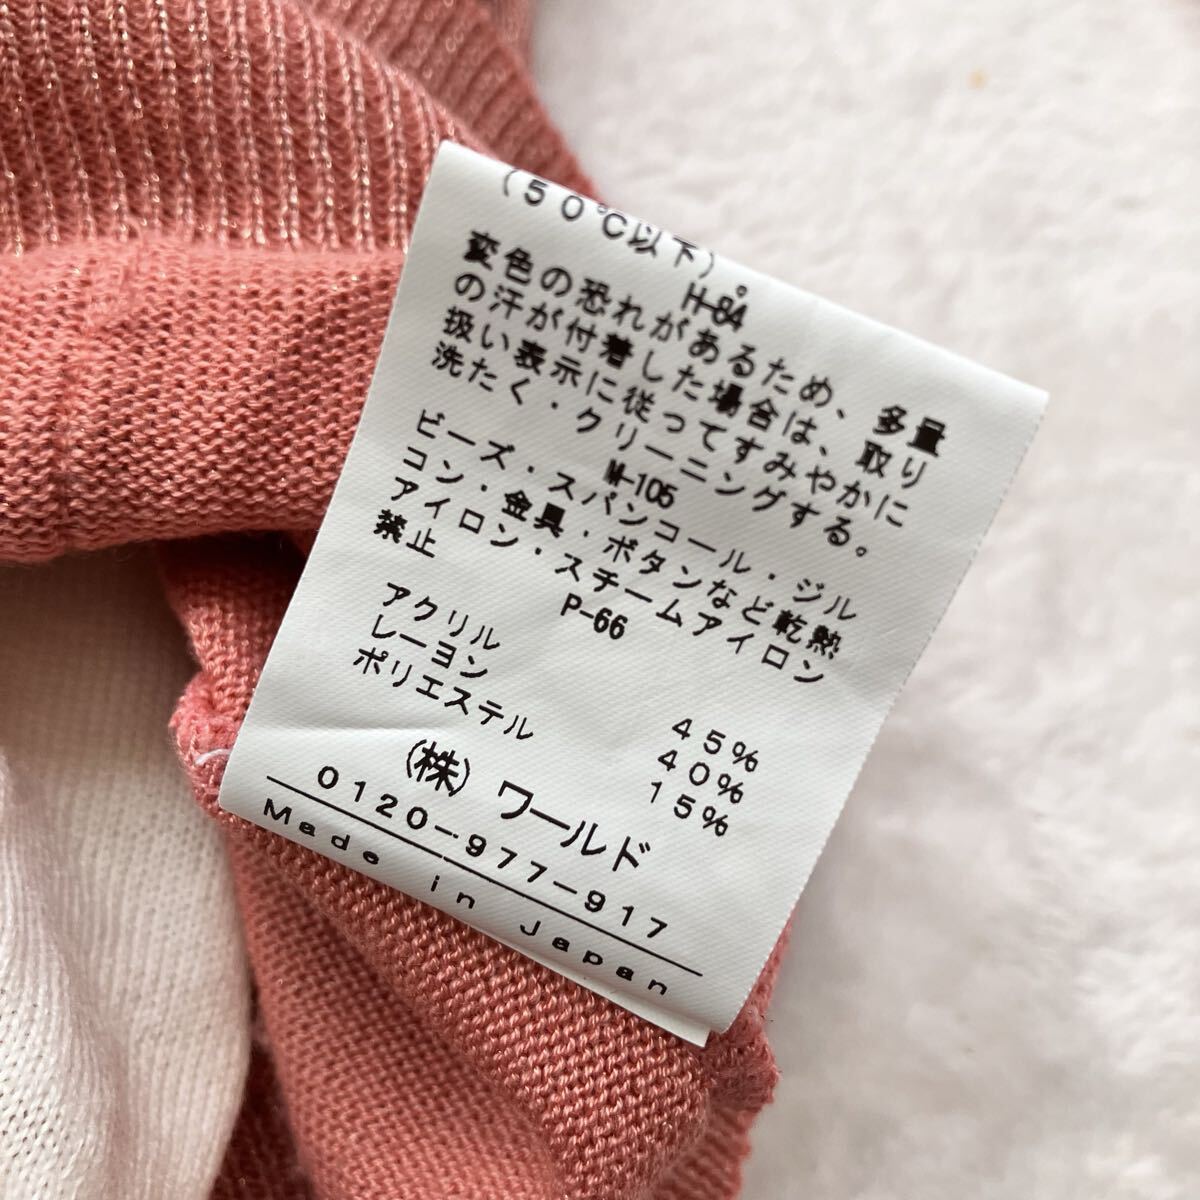 (50℃以下)。
H-84
変色の恐れがあるため、多量
の汗が付着した場合は、取り
扱い表示に従ってすみやかに
洗たく・クリーニングする。
M-105
ビーズ・スパンコール・ジル
コン・金具・ボタンなど乾熱
アイロン・スチームアイロン
禁止
P-66
アクリル 45%
レーヨン 40%
ポリエステル 15%
(株) ワールド
0120-977-917
Made in Japan